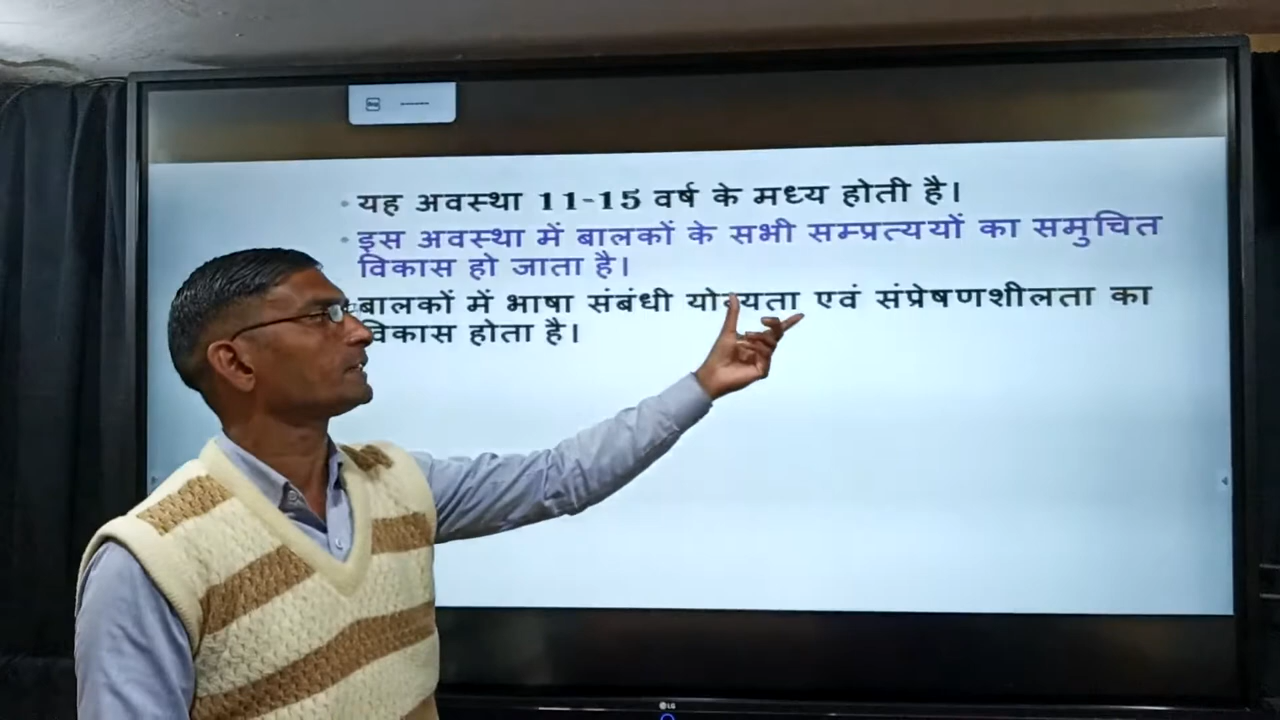 यह अवस्था 11-15 वर्ष के मध्य होती है।
इस अवस्था में बालकों के सभी सम्प्रत्ययों का समुचित
विकास हो जाता है।
बालकों में भाषा संबंधी योग्यता एवं संप्रेषणशीलता का
विकास होता है।
LG